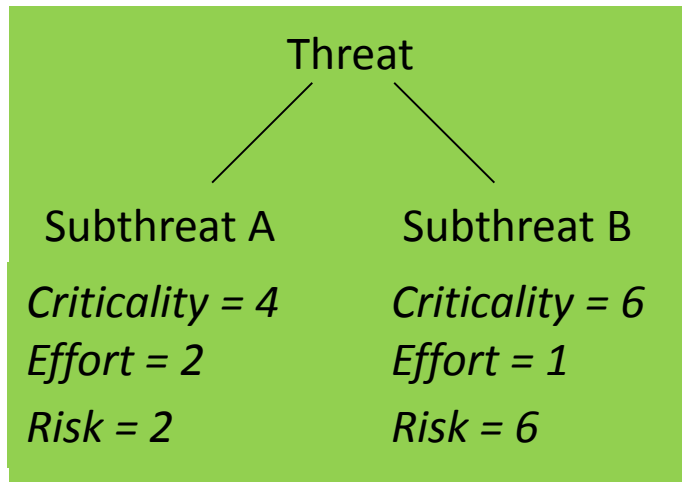 Threat
Subthreat A
Criticality = 4
Effort = 2
Risk = 2
Subthreat B
Criticality = 6
Effort = 1
Risk = 6